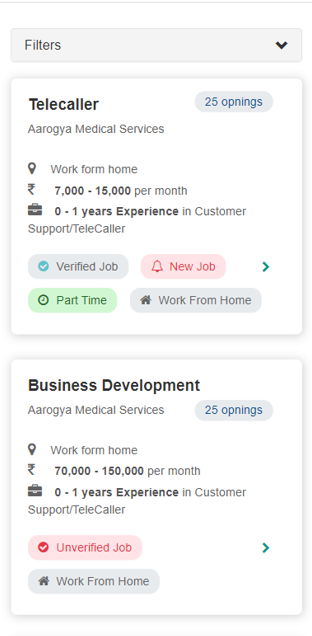 Filters
Telecaller
25 opnings
Aarogya Medical Services
Work form home
₹ 7,000 - 15,000 per month
0 - 1 years Experience in Customer
Support/TeleCaller
Verified Job
New Job
Part Time
Work From Home
Business Development
Aarogya Medical Services
25 opnings
Work form home
₹ 70,000 - 150,000 per month
0 - 1 years Experience in Customer
Support/TeleCaller
Unverified Job
Work From Home